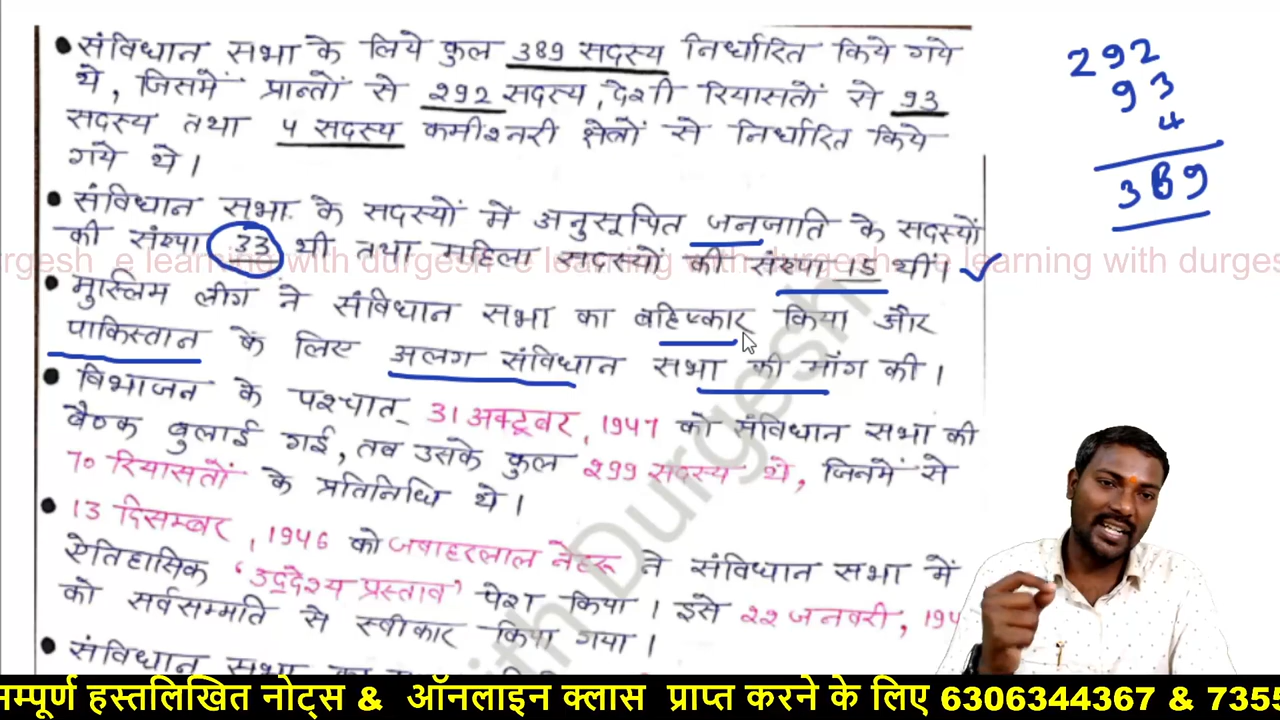 • संविधान सभा के लिये कुल 389 सदस्य निर्धारित किये गये
थे, जिसमें प्रान्तों से 292 सदस्य, देशी रियासतों से 93
सदस्य तथा 4 सदस्य कमीश्नरी क्षेत्रों से निर्धारित किये
गये थे।
• संविधान सभा के सदस्यों में अनुसूचित जनजाति के सदस्यों
की संख्या 33 थी तथा महिला सदस्यों की संख्या 15 थीं।
• मुस्लिम लीग ने संविधान सभा का बहिष्कार किया और
पाकिस्तान के लिए अलग संविधान सभा की मांग की।
• विभाजन के पश्चात 31 अक्टूबर, 1947 को संविधान सभा की
बैठक बुलाई गई, तब उसके कुल 299 सदस्य थे, जिनमें से
70 रियासतों के प्रतिनिधि थे।
• 13 दिसम्बर, 1946 को जवाहरलाल नेहरू ने संविधान सभा में
ऐतिहासिक 'उद्देश्य प्रस्ताव' पेश किया। इसे 22 जनवरी, 194
को सर्वसम्मति से स्वीकार किया गया।
• संविधान सभा का
292
93
4
389
durgesh e learning with durgesh e learning with durgesh e learning with durges
with Durgesh
सम्पूर्ण हस्तलिखित नोट्स & ऑनलाइन क्लास प्राप्त करने के लिए 6306344367 & 7355